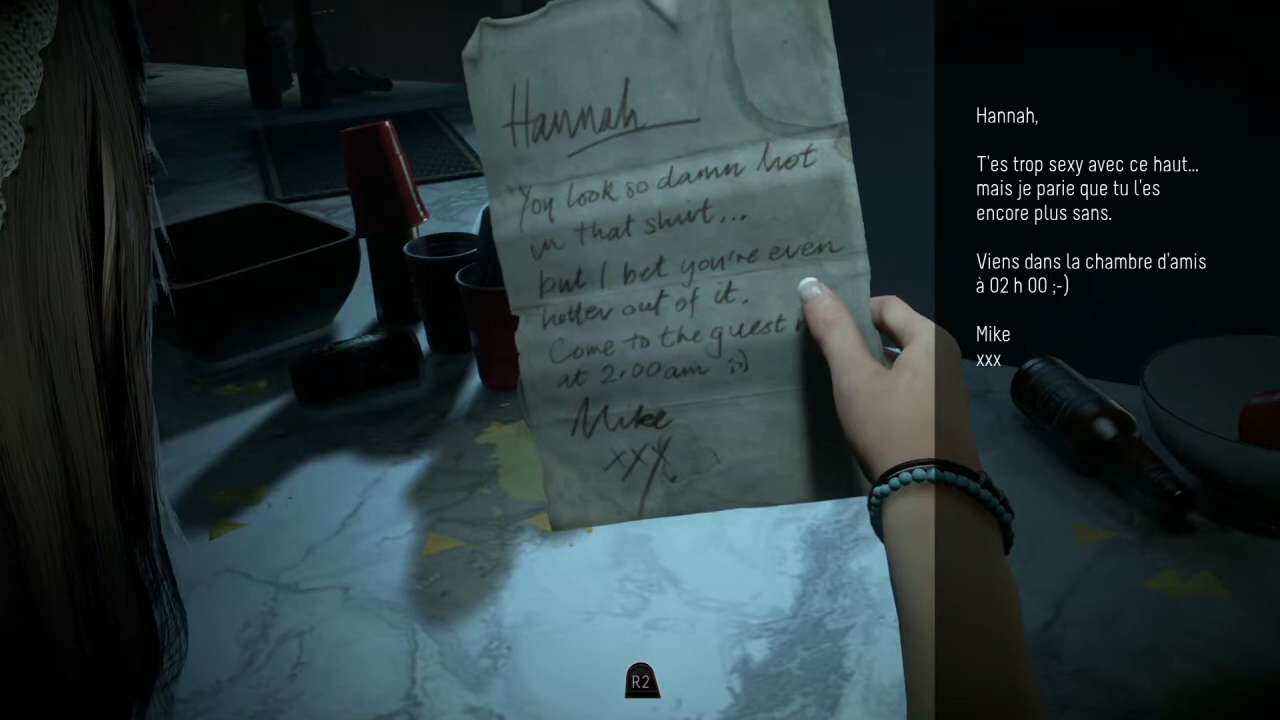 Hannah
You look so damn hot
in that shirt...
but I bet you're even
hotter out of it.
Come to the guest
at 2.00am ;)
Mike
xxx
Hannah,
T'es trop sexy avec ce haut...
mais je parie que tu l'es
encore plus sans.
Viens dans la chambre d'amis
à 02 h 00 ;-)
Mike
xxx
R2